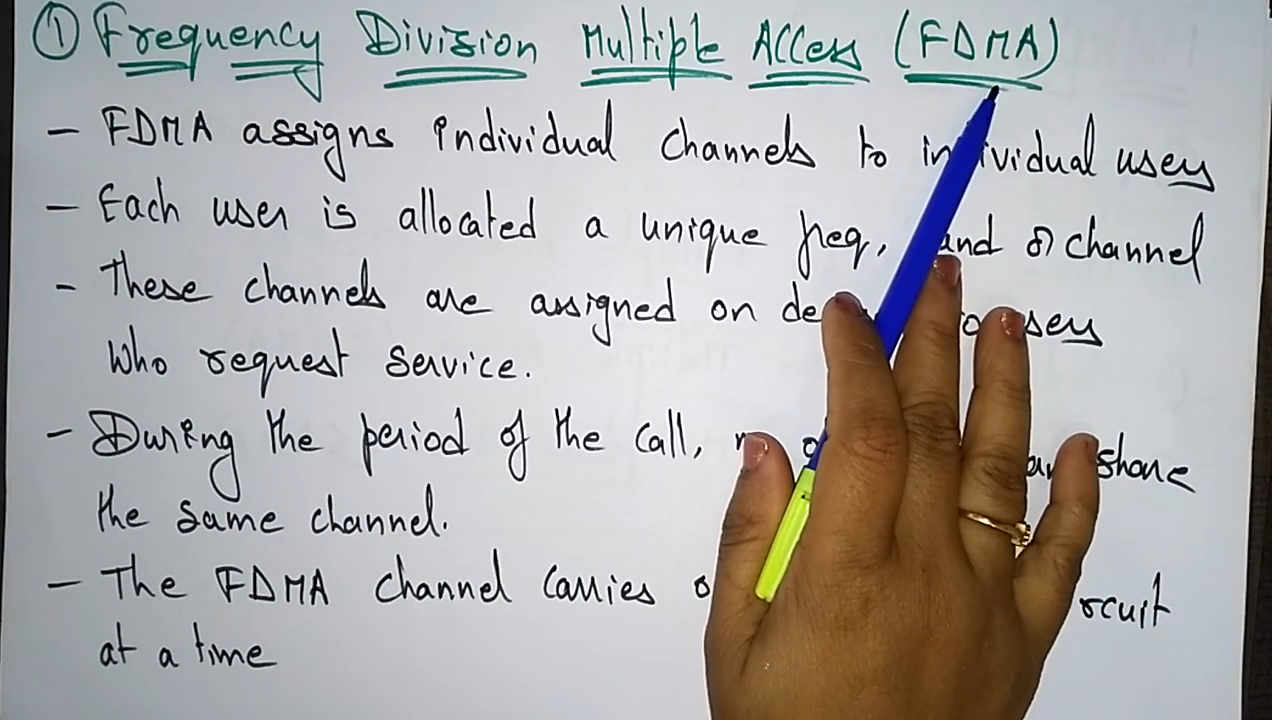 ① Frequency Division Multiple Access (FDMA)
- FDMA assigns individual channels to individual users
- Each user is allocated a unique freq, and or channel
- These channels are assigned on users
who request service.
- During the period of the call, share
the same channel.
- The FDMA channel carries
at a time